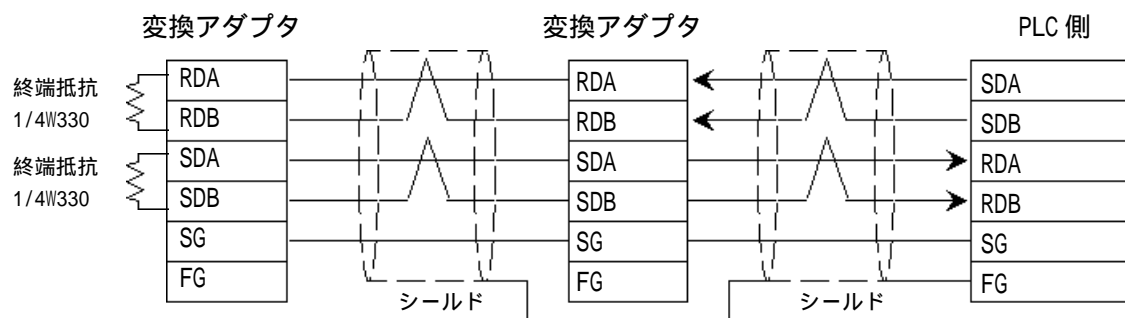 変換アダプタ
変換アダプタ
PLC 側
終端抵抗
1/4W330
終端抵抗
1/4W330
RDA
RDB
SDA
SDB
SG
FG
シールド
RDA
RDB
SDA
SDB
SG
FG
シールド
SDA
SDB
RDA
RDB
SG
FG